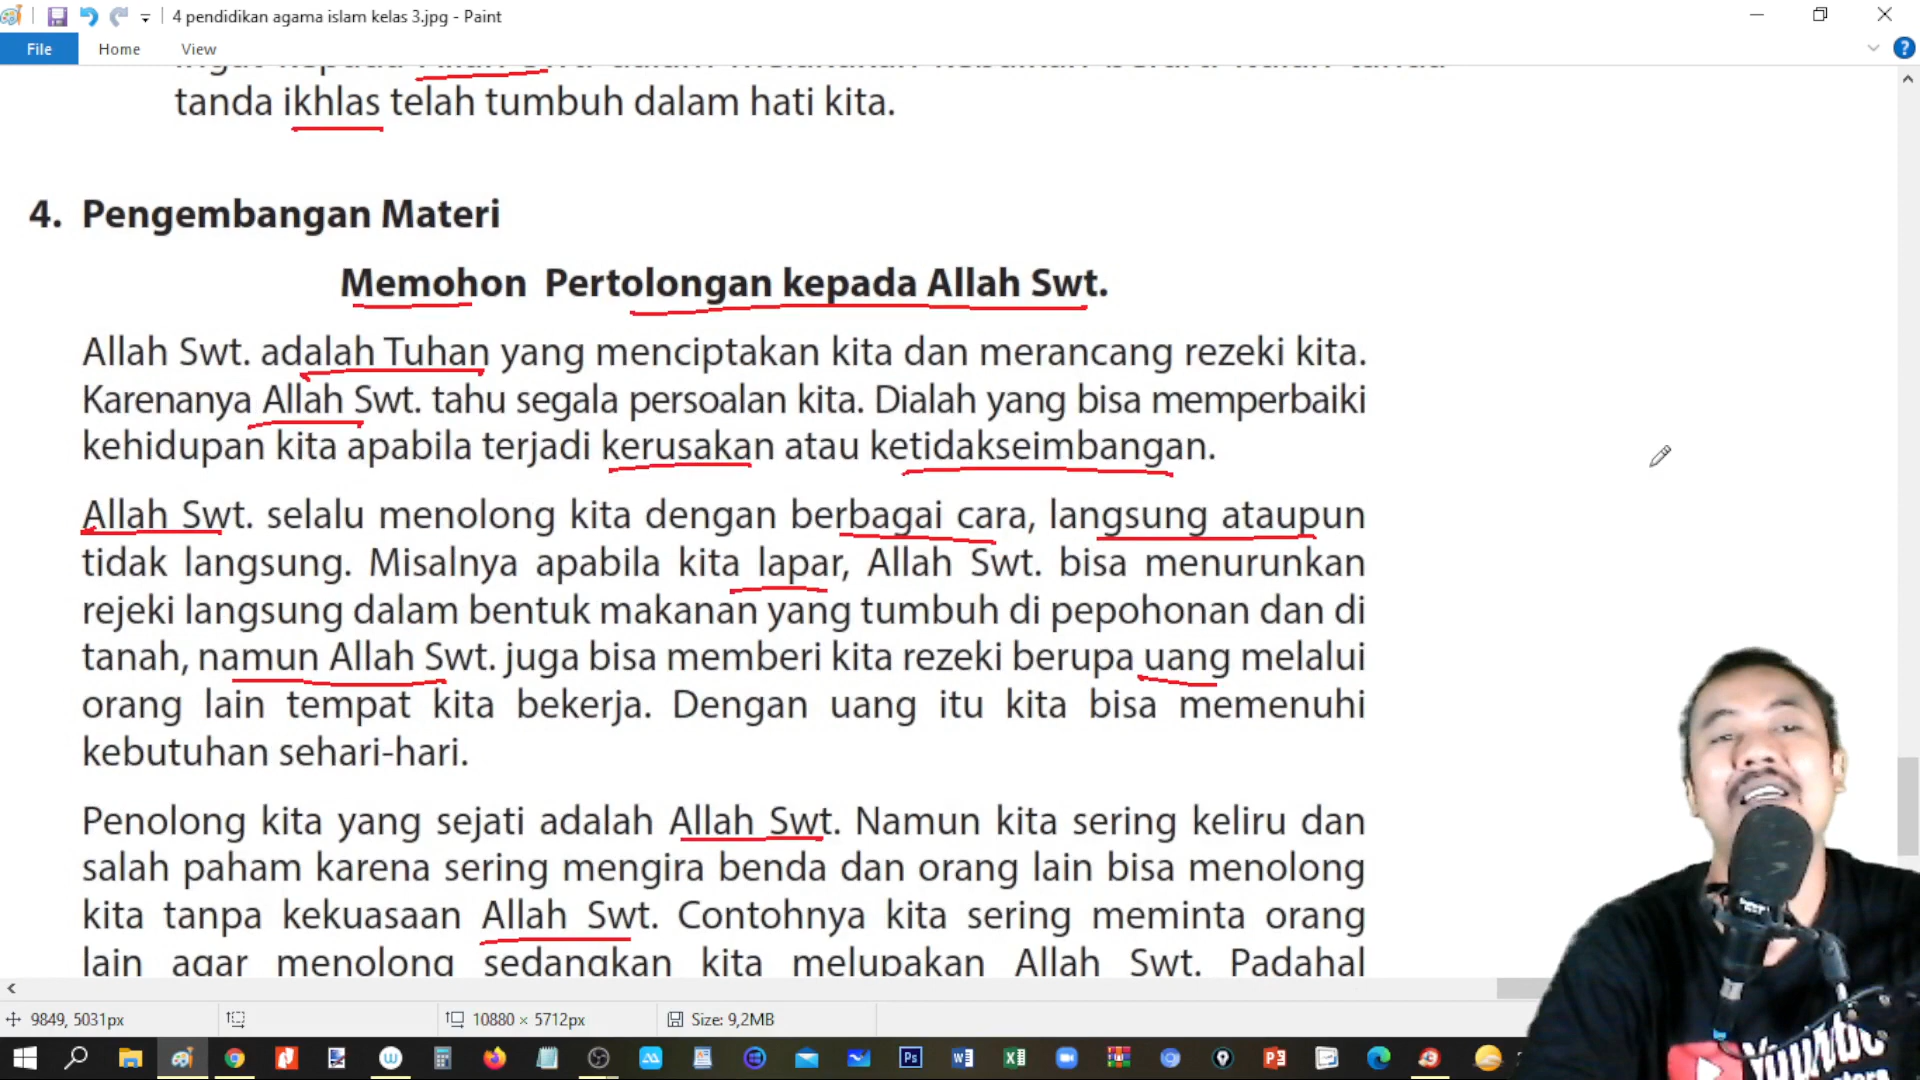 4 pendidikan agama islam kelas 3.jpg - Paint
File Home View
tanda ikhlas telah tumbuh dalam hati kita.
4. Pengembangan Materi
Memohon Pertolongan kepada Allah Swt.
Allah Swt. adalah Tuhan yang menciptakan kita dan merancang rezeki kita.
Karenanya Allah Swt. tahu segala persoalan kita. Dialah yang bisa memperbaiki
kehidupan kita apabila terjadi kerusakan atau ketidakseimbangan.
Allah Swt. selalu menolong kita dengan berbagai cara, langsung ataupun
tidak langsung. Misalnya apabila kita lapar, Allah Swt. bisa menurunkan
rejeki langsung dalam bentuk makanan yang tumbuh di pepohonan dan di
tanah, namun Allah Swt. juga bisa memberi kita rezeki berupa uang melalui
orang lain tempat kita bekerja. Dengan uang itu kita bisa memenuhi
kebutuhan sehari-hari.
Penolong kita yang sejati adalah Allah Swt. Namun kita sering keliru dan
salah paham karena sering mengira benda dan orang lain bisa menolong
kita tanpa kekuasaan Allah Swt. Contohnya kita sering meminta orang
lain agar menolong sedangkan kita melupakan Allah Swt. Padahal
9849, 5031px 10880 × 5712px Size: 9,2MB